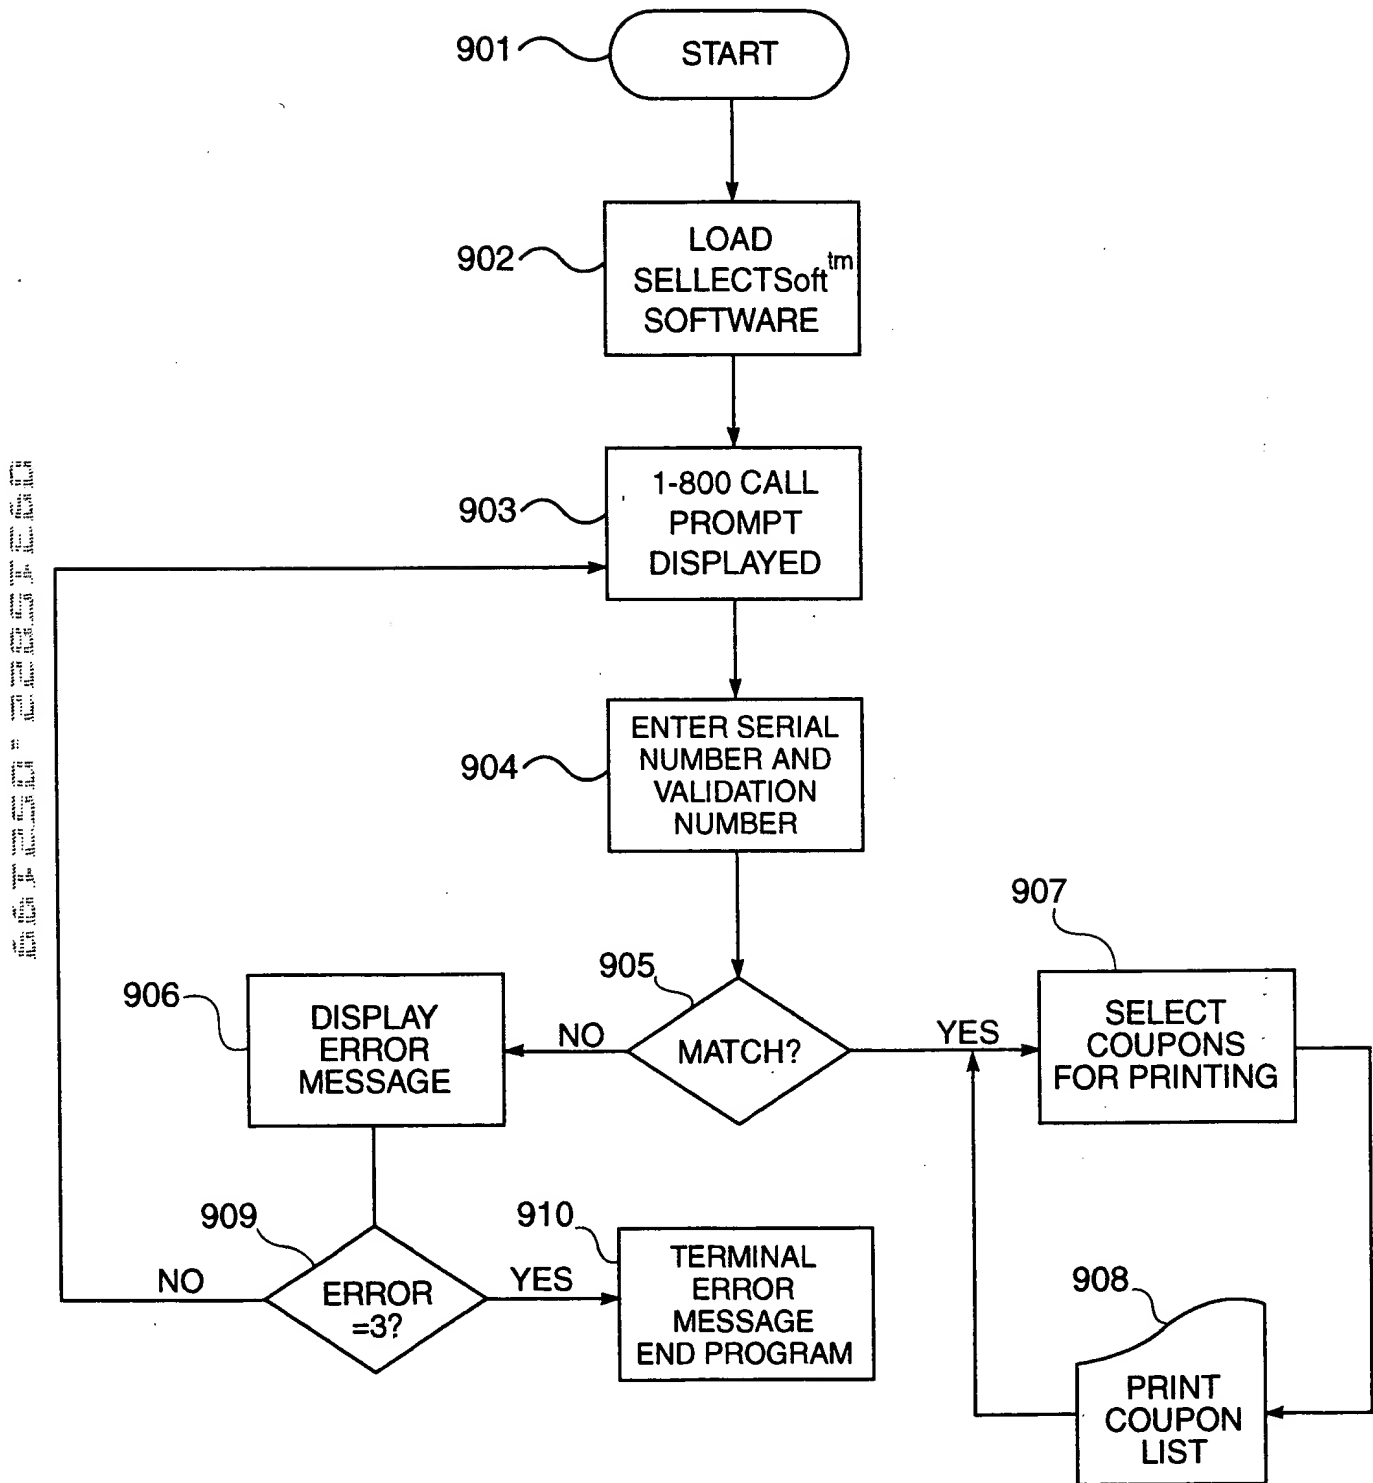 901
START
902
LOAD
SELLECTSoft tm
SOFTWARE
903
1-800 CALL
PROMPT
DISPLAYED
904
ENTER SERIAL
NUMBER AND
VALIDATION
NUMBER
905
MATCH?
NO
YES
906
DISPLAY
ERROR
MESSAGE
907
SELECT
COUPONS
FOR PRINTING
909
ERROR
=3?
NO
YES
910
TERMINAL
ERROR
MESSAGE
END PROGRAM
908
PRINT
COUPON
LIST